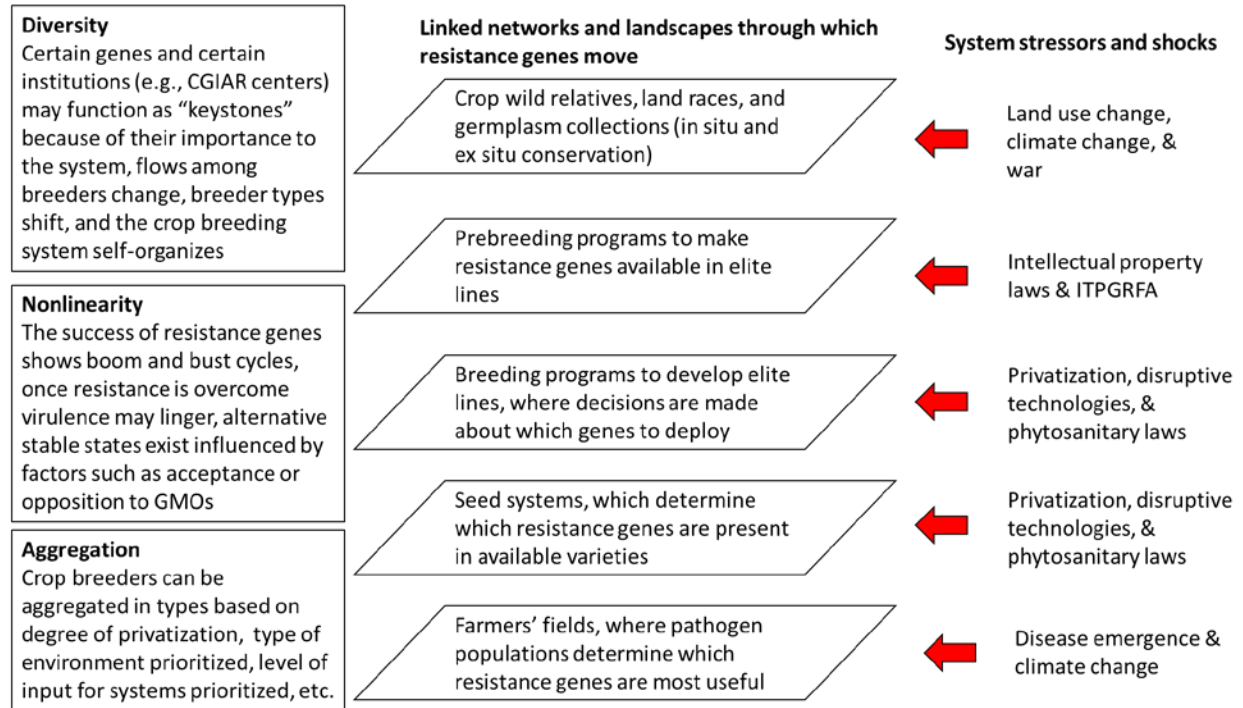 Diversity
Certain genes and certain
institutions (e.g., CGIAR centers)
may function as “keystones”
because of their importance to
the system, flows among
breeders change, breeder types
shift, and the crop breeding
system self-organizes
Nonlinearity
The success of resistance genes
shows boom and bust cycles,
once resistance is overcome
virulence may linger, alternative
stable states exist influenced by
factors such as acceptance or
opposition to GMOs
Aggregation
Crop breeders can be
aggregated in types based on
degree of privatization, type of
environment prioritized, level of
input for systems prioritized, etc.
Linked networks and landscapes through which
resistance genes move
Crop wild relatives, land races, and
germplasm collections (in situ and
ex situ conservation)
Prebreeding programs to make
resistance genes available in elite
lines
Breeding programs to develop elite
lines, where decisions are made
about which genes to deploy
Seed systems, which determine
which resistance genes are present
in available varieties
Farmers’ fields, where pathogen
populations determine which
resistance genes are most useful
System stressors and shocks
Land use change,
climate change, &
war
Intellectual property
laws & ITPGRFA
Privatization, disruptive
technologies, &
phytosanitary laws
Privatization, disruptive
technologies, &
phytosanitary laws
Disease emergence &
climate change